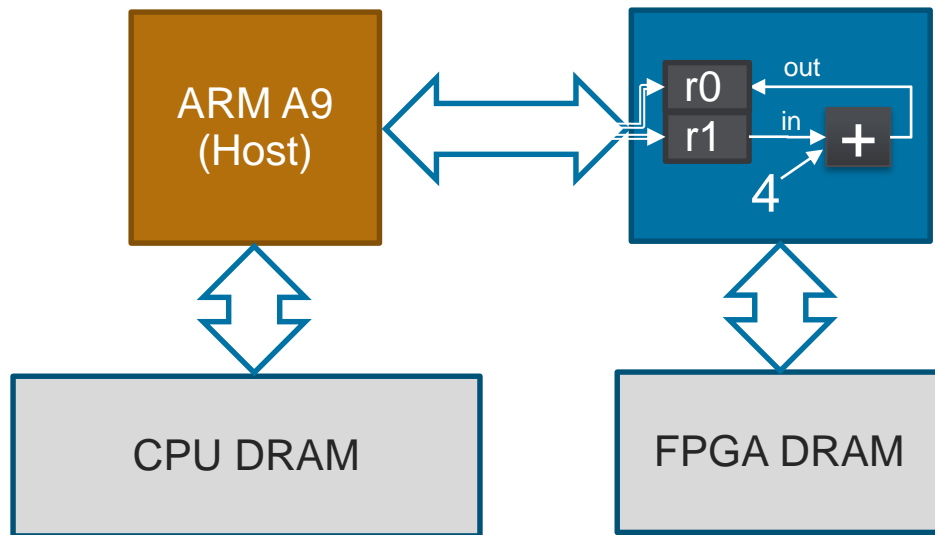 ARM A9
(Host)
r0
out
r1
in
+
4
CPU DRAM
FPGA DRAM